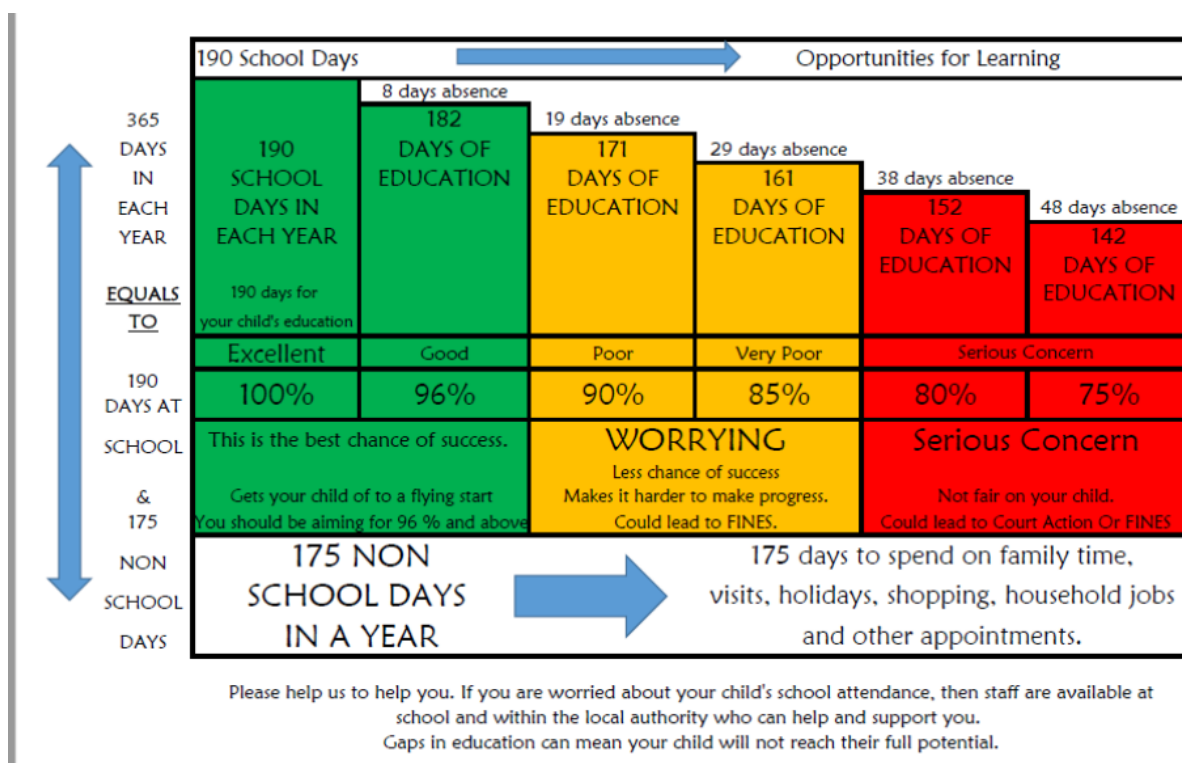 190 School Days
Opportunities for Learning
365
DAYS
IN
EACH
YEAR
EQUALS
TO
190
DAYS AT
SCHOOL
&
175
NON
SCHOOL
DAYS
190
SCHOOL
DAYS IN
EACH YEAR
190 days for
your child's education
8 days absence
182
DAYS OF
EDUCATION
19 days absence
171
DAYS OF
EDUCATION
29 days absence
161
DAYS OF
EDUCATION
38 days absence
152
DAYS OF
EDUCATION
48 days absence
142
DAYS OF
EDUCATION
Excellent
Good
Poor
Very Poor
Serious Concern
100%
96%
90%
85%
80%
75%
This is the best chance of success.
Gets your child of to a flying start
You should be aiming for 96 % and above
WORRYING
Less chance of success
Makes it harder to make progress.
Could lead to FINES.
Serious Concern
Not fair on your child.
Could lead to Court Action Or FINES
175 NON
SCHOOL DAYS
IN A YEAR
175 days to spend on family time,
visits, holidays, shopping, household jobs
and other appointments.
Please help us to help you. If you are worried about your child's school attendance, then staff are available at
school and within the local authority who can help and support you.
Gaps in education can mean your child will not reach their full potential.